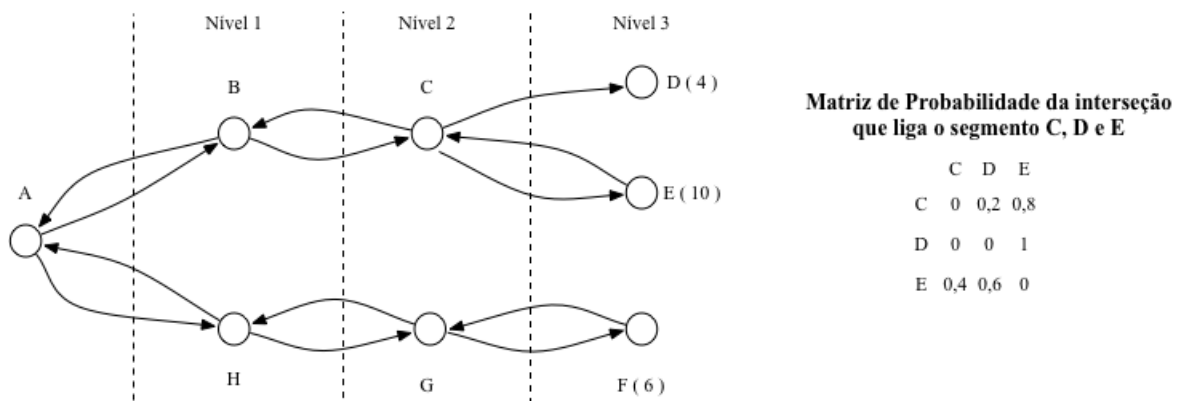 Nível 1
Nível 2
Nível 3
B
C
D ( 4 )
A
E ( 10 )
H
G
F ( 6 )
Matriz de Probabilidade da interseção
que liga o segmento C, D e E
C D E
C 0 0,2 0,8
D 0 0 1
E 0,4 0,6 0